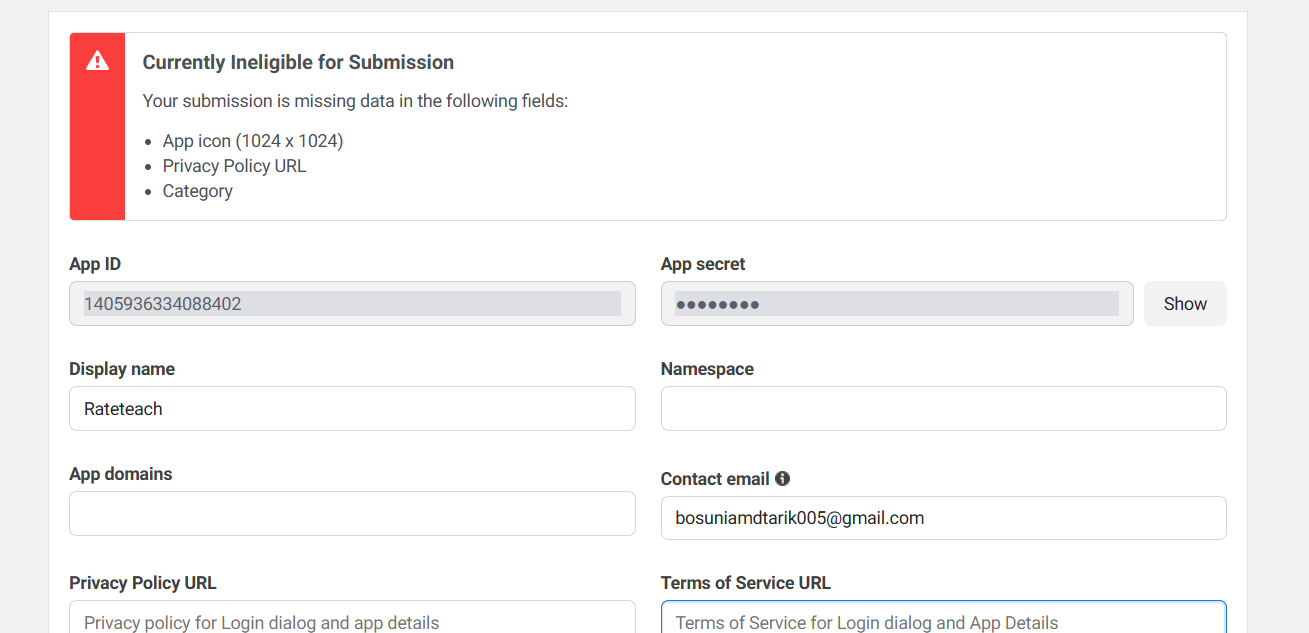 Currently Ineligible for Submission
Your submission is missing data in the following fields:
App icon (1024 x 1024)
Privacy Policy URL
Category
App ID
App secret
1405936334088402
●●●●●●●●
Show
Display name
Namespace
Rateteach
App domains
Contact email
bosuniamdtarik005@gmail.com
Privacy Policy URL
Terms of Service URL
Privacy policy for Login dialog and app details
Terms of Service for Login dialog and App Details